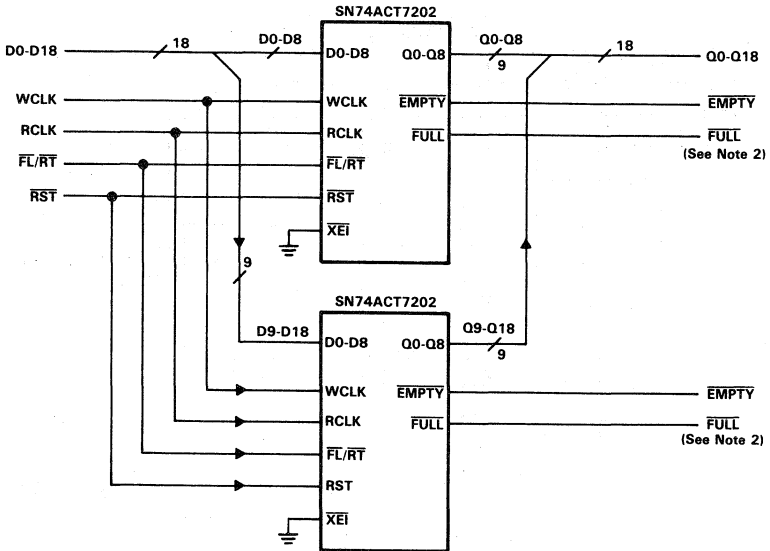 SN74ACT7202
D0-D18
18
D0-D8
D0-D8
Q0-Q8
Q0-Q8
9
18
Q0-Q18
WCLK
WCLK
EMPTY
EMPTY
RCLK
RCLK
FULL
FULL
(See Note 2)
FL/RT
FL/RT
RST
RST
XEI
9
SN74ACT7202
D9-D18
D0-D8
Q0-Q8
Q9-Q18
9
WCLK
EMPTY
EMPTY
RCLK
FULL
FULL
(See Note 2)
FL/RT
RST
XEI